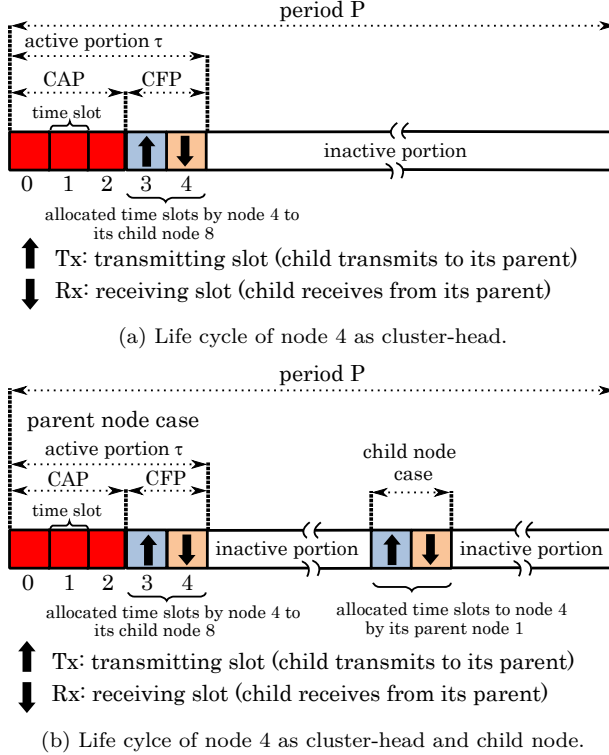 period P
active portion τ
CAP CFP
time slot
inactive portion
0 1 2 3 4
allocated time slots by node 4 to
its child node 8
Tx: transmitting slot (child transmits to its parent)
Rx: receiving slot (child receives from its parent)
(a) Life cycle of node 4 as cluster-head.
period P
parent node case
active portion τ
child node
case
CAP CFP
time slot
inactive portion inactive portion
0 1 2 3 4
allocated time slots by node 4 to
its child node 8
allocated time slots to node 4
by its parent node 1
Tx: transmitting slot (child transmits to its parent)
Rx: receiving slot (child receives from its parent)
(b) Life cylce of node 4 as cluster-head and child node.